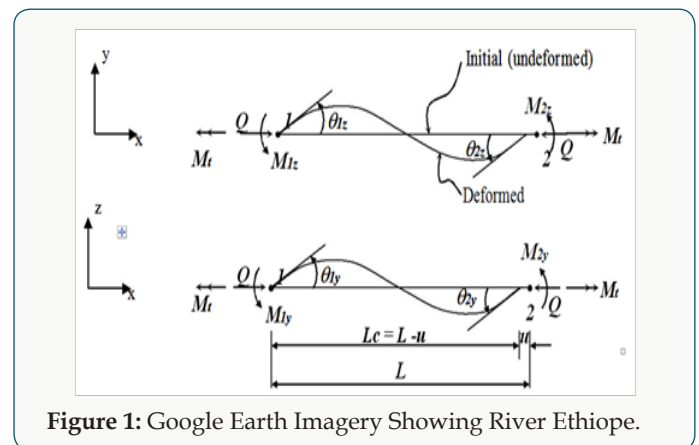 y
Initial (undeformed)
M2z
Q 1 θ1z
x
Mt M1z θ2z 2 Q Mt
Deformed
z
M2y
Q 1 θ1y
x Mt M1y θ2y 2 Q Mt
Lc = L -u u
L
Figure 1: Google Earth Imagery Showing River Ethiope.